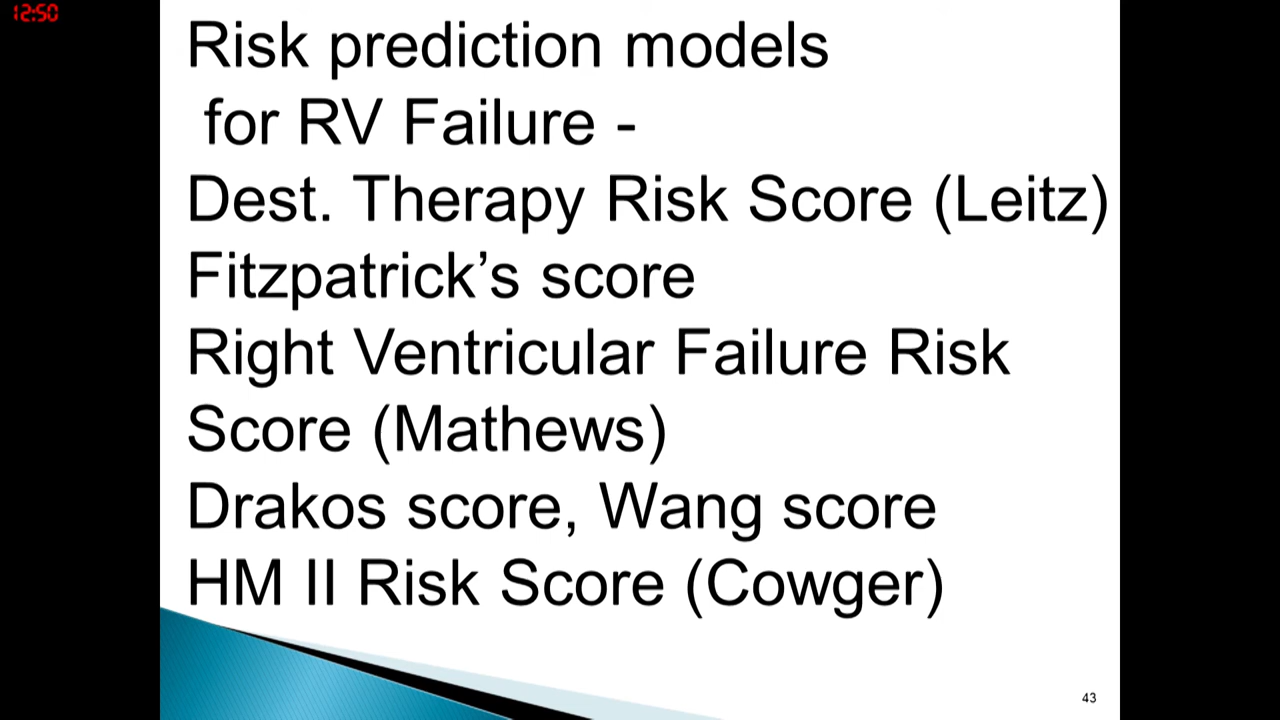 12:50
Risk prediction models
for RV Failure -
Dest. Therapy Risk Score (Leitz)
Fitzpatrick’s score
Right Ventricular Failure Risk
Score (Mathews)
Drakos score, Wang score
HM II Risk Score (Cowger)
43